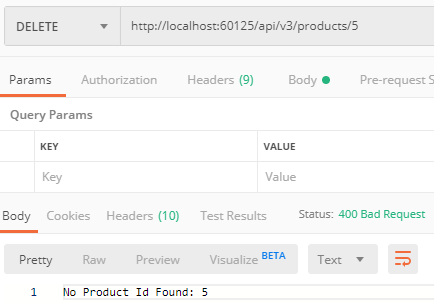 DELETE http://localhost:60125/api/v3/products/5
Params Authorization Headers (9) Body Pre-request S
Query Params
KEY VALUE
Key Value
Body Cookies Headers (10) Test Results Status: 400 Bad Request
Pretty Raw Preview Visualize BETA Text
1 No Product Id Found: 5